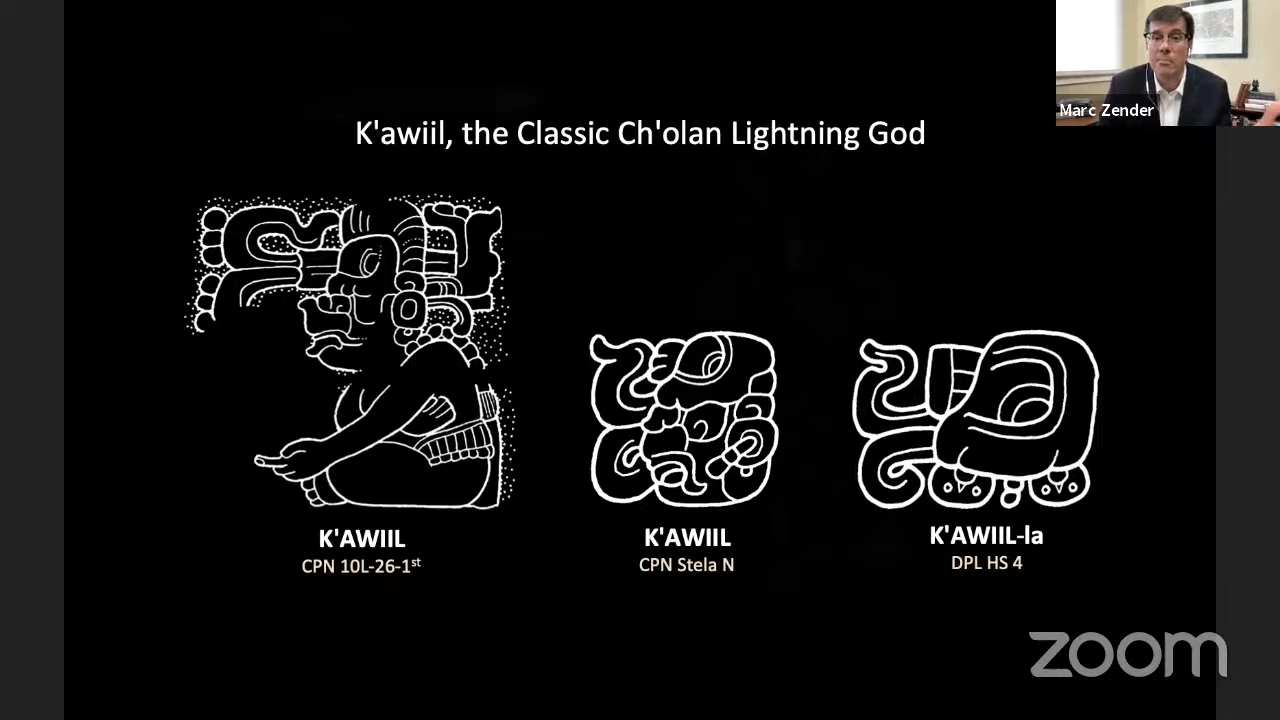 Marc Zender
K'awiil, the Classic Ch'olan Lightning God
K'AWIIL
CPN 10L-26-1st
K'AWIIL
CPN Stela N
K'AWIIL-la
DPL HS 4
zoom